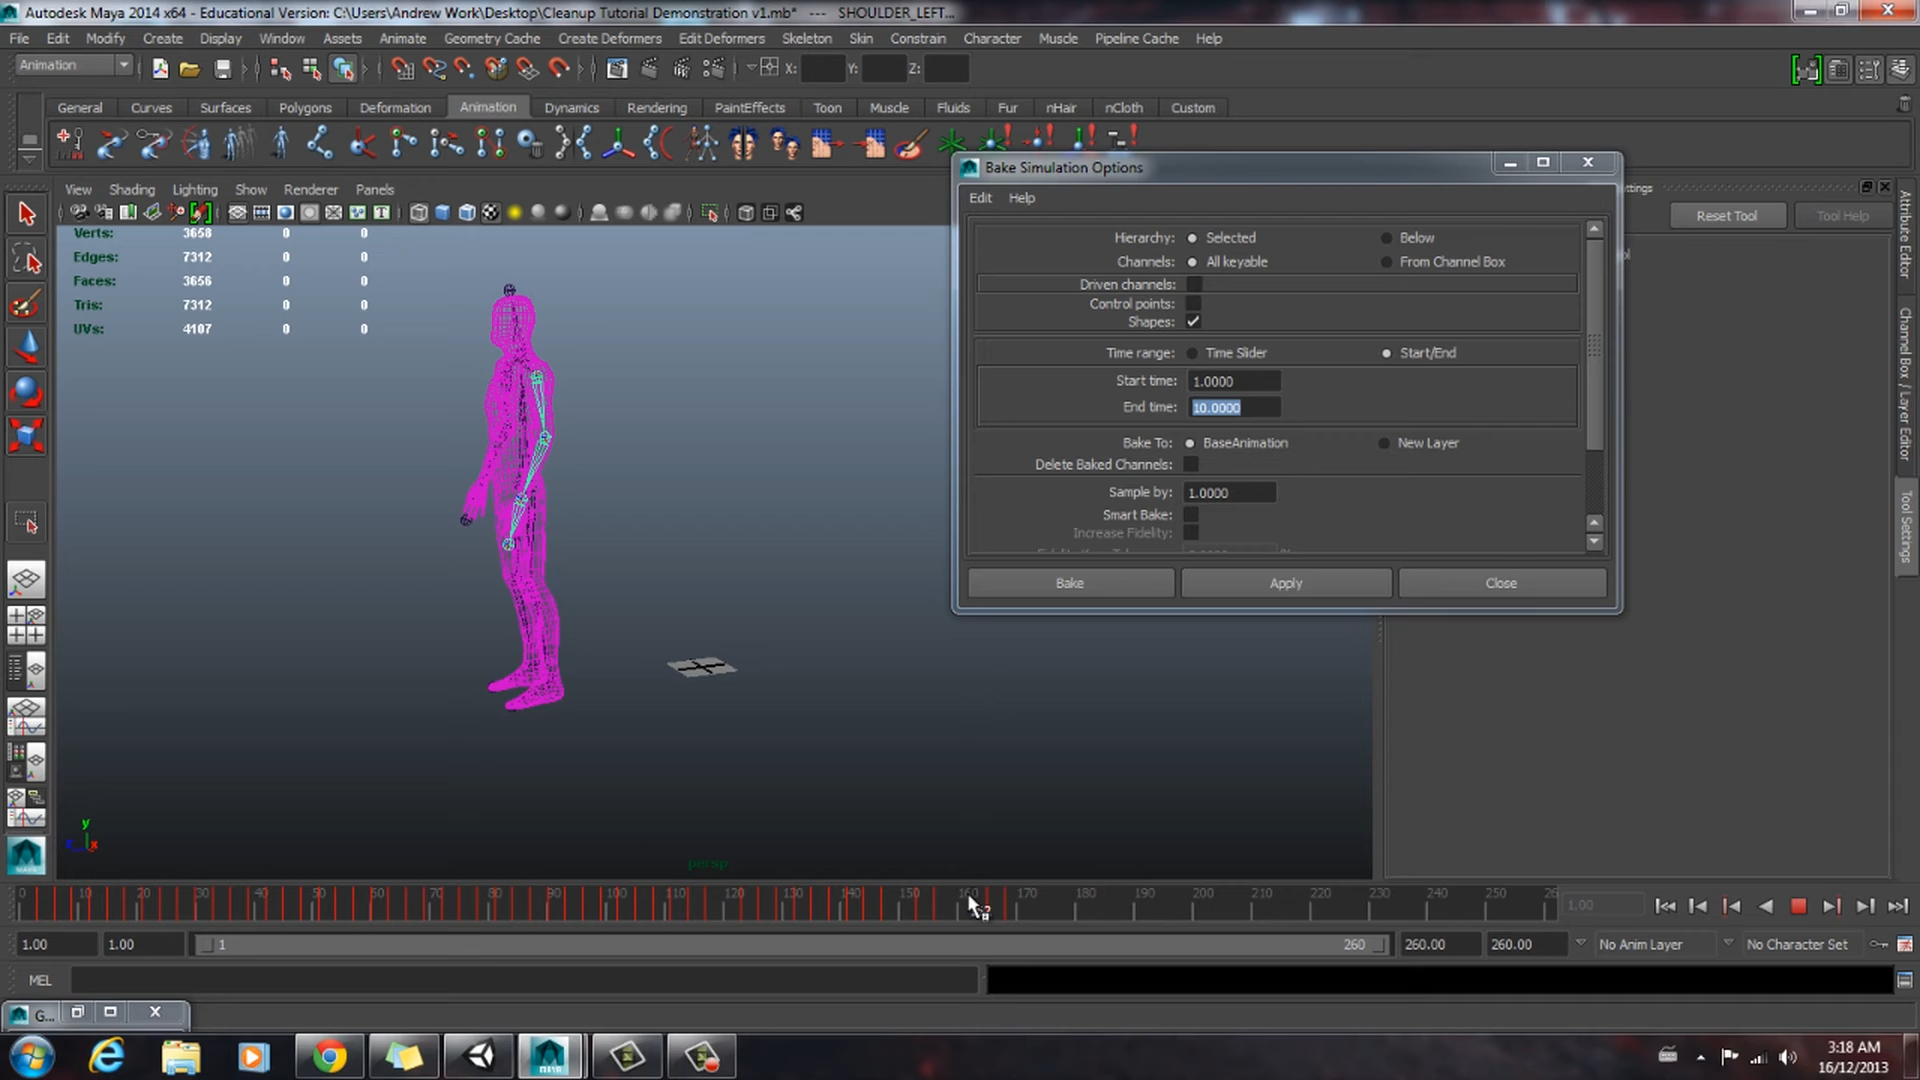 Autodesk Maya 2014 x64 - Educational Version: C:\Users\Andrew Work\Desktop\Cleanup Tutorial Demonstration v1.mb* --- SHOULDER_LEFT...
File Edit Modify Create Display Window Assets Animate Geometry Cache Create Deformers Edit Deformers Skeleton Skin Constrain Character Muscle Pipeline Cache Help
Animation X: Y: Z:
General Curves Surfaces Polygons Deformation Animation Dynamics Rendering PaintEffects Toon Muscle Fluids Fur nHair nCloth Custom
View Shading Lighting Show Renderer Panels
Verts: 3658 0 0
Edges: 7312 0 0
Faces: 3656 0 0
Tris: 7312 0 0
UVs: 4107 0 0
Bake Simulation Options
Edit Help
Hierarchy: Selected Below
Channels: All keyable From Channel Box
Driven channels:
Control points:
Shapes:
Time range: Time Slider Start/End
Start time: 1.0000
End time: 10.0000
Bake To: BaseAnimation New Layer
Delete Baked Channels:
Sample by: 1.0000
Smart Bake:
Increase Fidelity:
Bake Apply Close
ettings
Reset Tool Tool Help
Attribute Editor
Channel Box / Layer Editor
Tool Settings
y
x
persp
0 10 20 30 40 50 60 70 80 90 100 110 120 130 140 150 160 170 180 190 200 210 220 230 240 250 26
1.00
1.00 1.00 1 260 260.00 260.00 No Anim Layer No Character Set
MEL
G...
MAYA
3:18 AM
16/12/2013